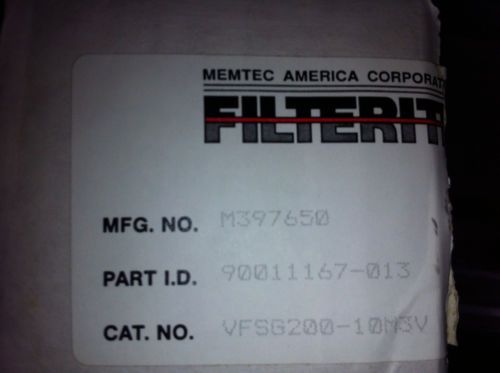 MEMTEC AMERICA CORPORAT
FILTERIT
MFG. NO. M397650
PART I.D. 90011167-013
CAT. NO. VFSG200-10M3V